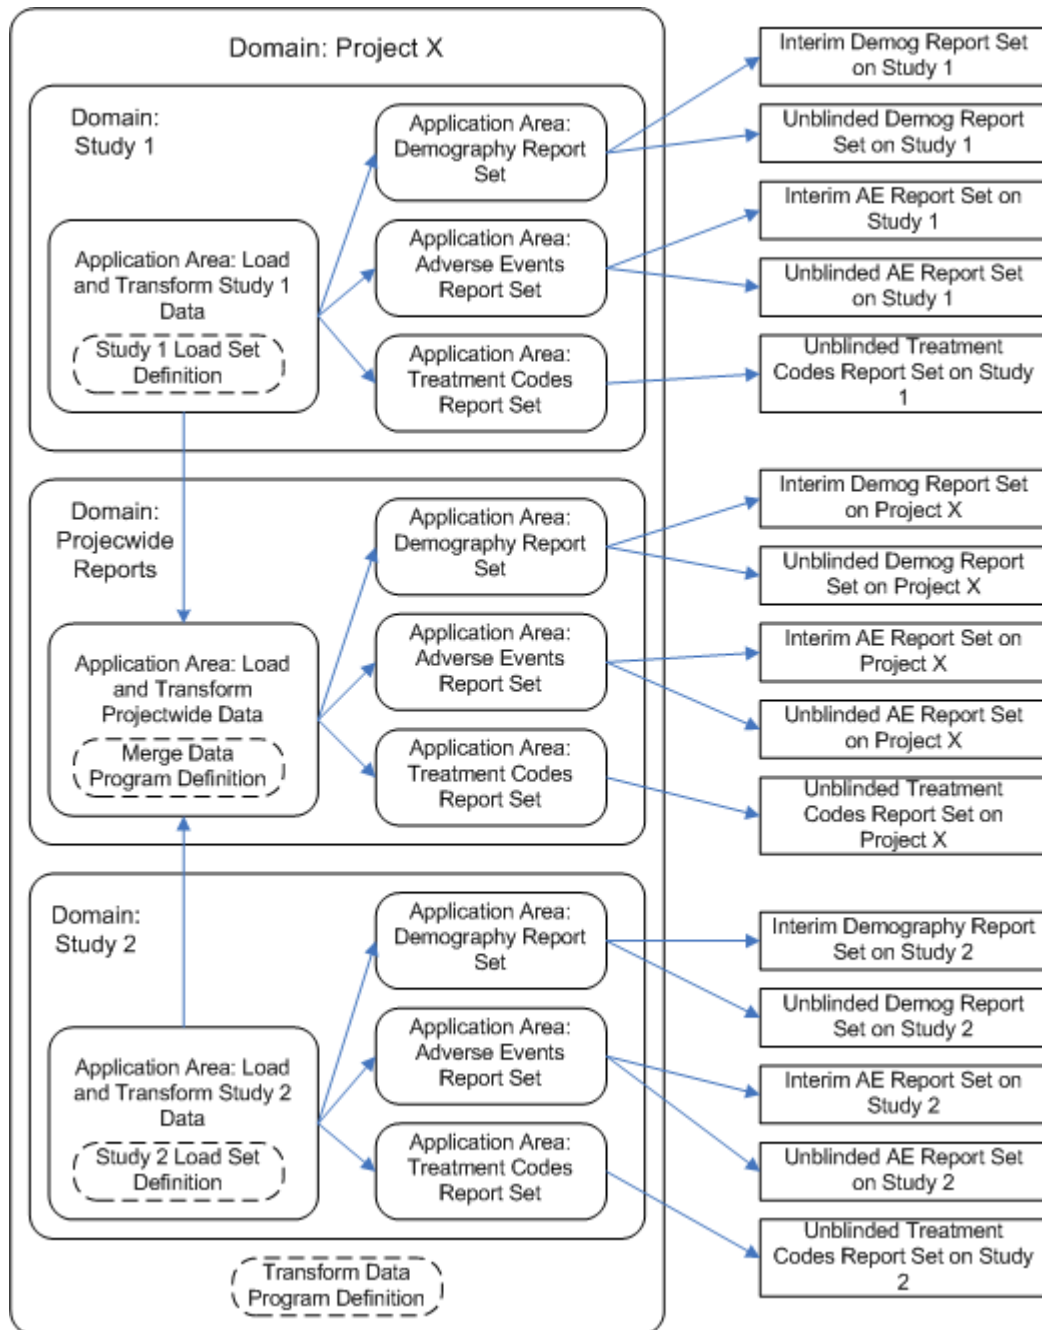 Domain: Project X
Domain:
Study 1
Application Area: Load
and Transform Study 1
Data
Study 1 Load Set
Definition
Application Area:
Demography Report
Set
Application Area:
Adverse Events
Report Set
Application Area:
Treatment Codes
Report Set
Interim Demog Report Set
on Study 1
Unblinded Demog Report
Set on Study 1
Interim AE Report Set on
Study 1
Unblinded AE Report Set
on Study 1
Unblinded Treatment
Codes Report Set on Study
1
Domain:
Projecwide
Reports
Application Area: Load
and Transform
Projectwide Data
Merge Data
Program Definition
Application Area:
Demography Report
Set
Application Area:
Adverse Events
Report Set
Application Area:
Treatment Codes
Report Set
Interim Demog Report Set
on Project X
Unblinded Demog Report
Set on Project X
Interim AE Report Set on
Project X
Unblinded AE Report Set
on Project X
Unblinded Treatment
Codes Report Set on
Project X
Domain:
Study 2
Application Area: Load
and Transform Study 2
Data
Study 2 Load Set
Definition
Application Area:
Demography Report
Set
Application Area:
Adverse Events
Report Set
Application Area:
Treatment Codes
Report Set
Interim Demography Report
Set on Study 2
Unblinded Demog Report
Set on Study 2
Interim AE Report Set on
Study 2
Unblinded AE Report Set
on Study 2
Unblinded Treatment
Codes Report Set on Study
2
Transform Data
Program Definition